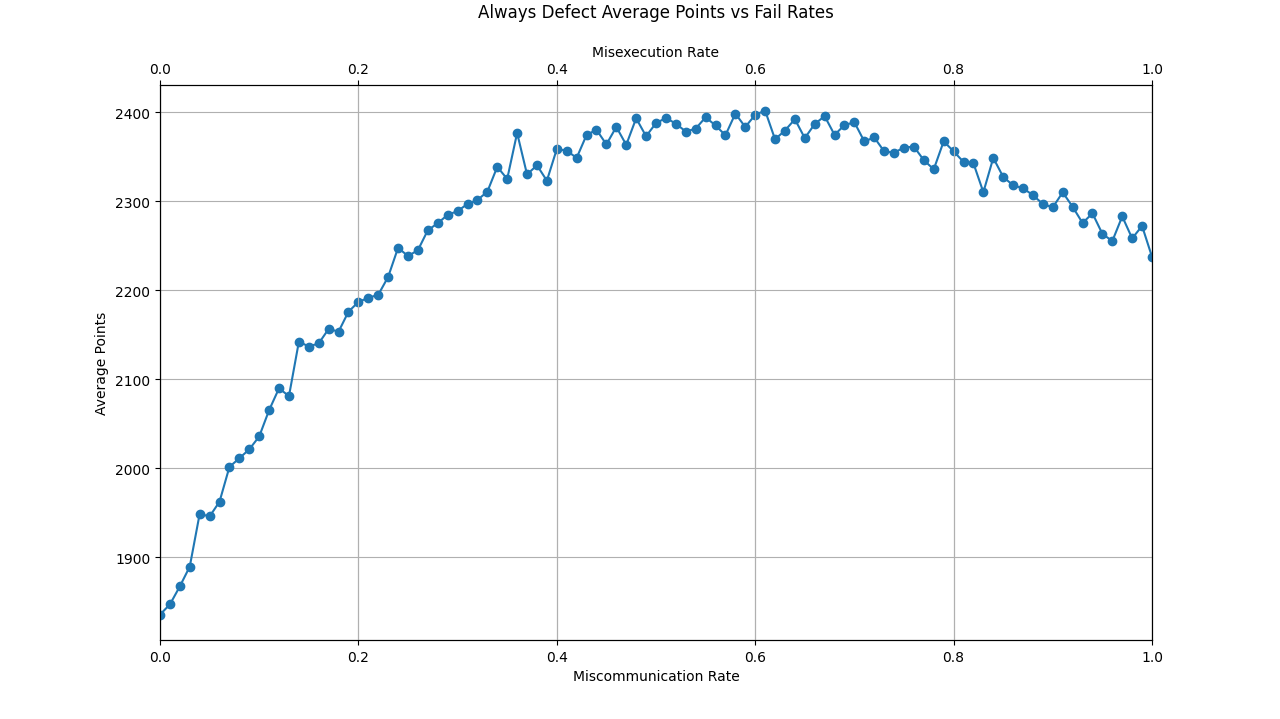 Always Defect Average Points vs Fail Rates
Misexecution Rate
0.0 0.2 0.4 0.6 0.8 1.0
2400
2300
2200
2100
2000
1900
Average Points
0.0 0.2 0.4 0.6 0.8 1.0
Miscommunication Rate